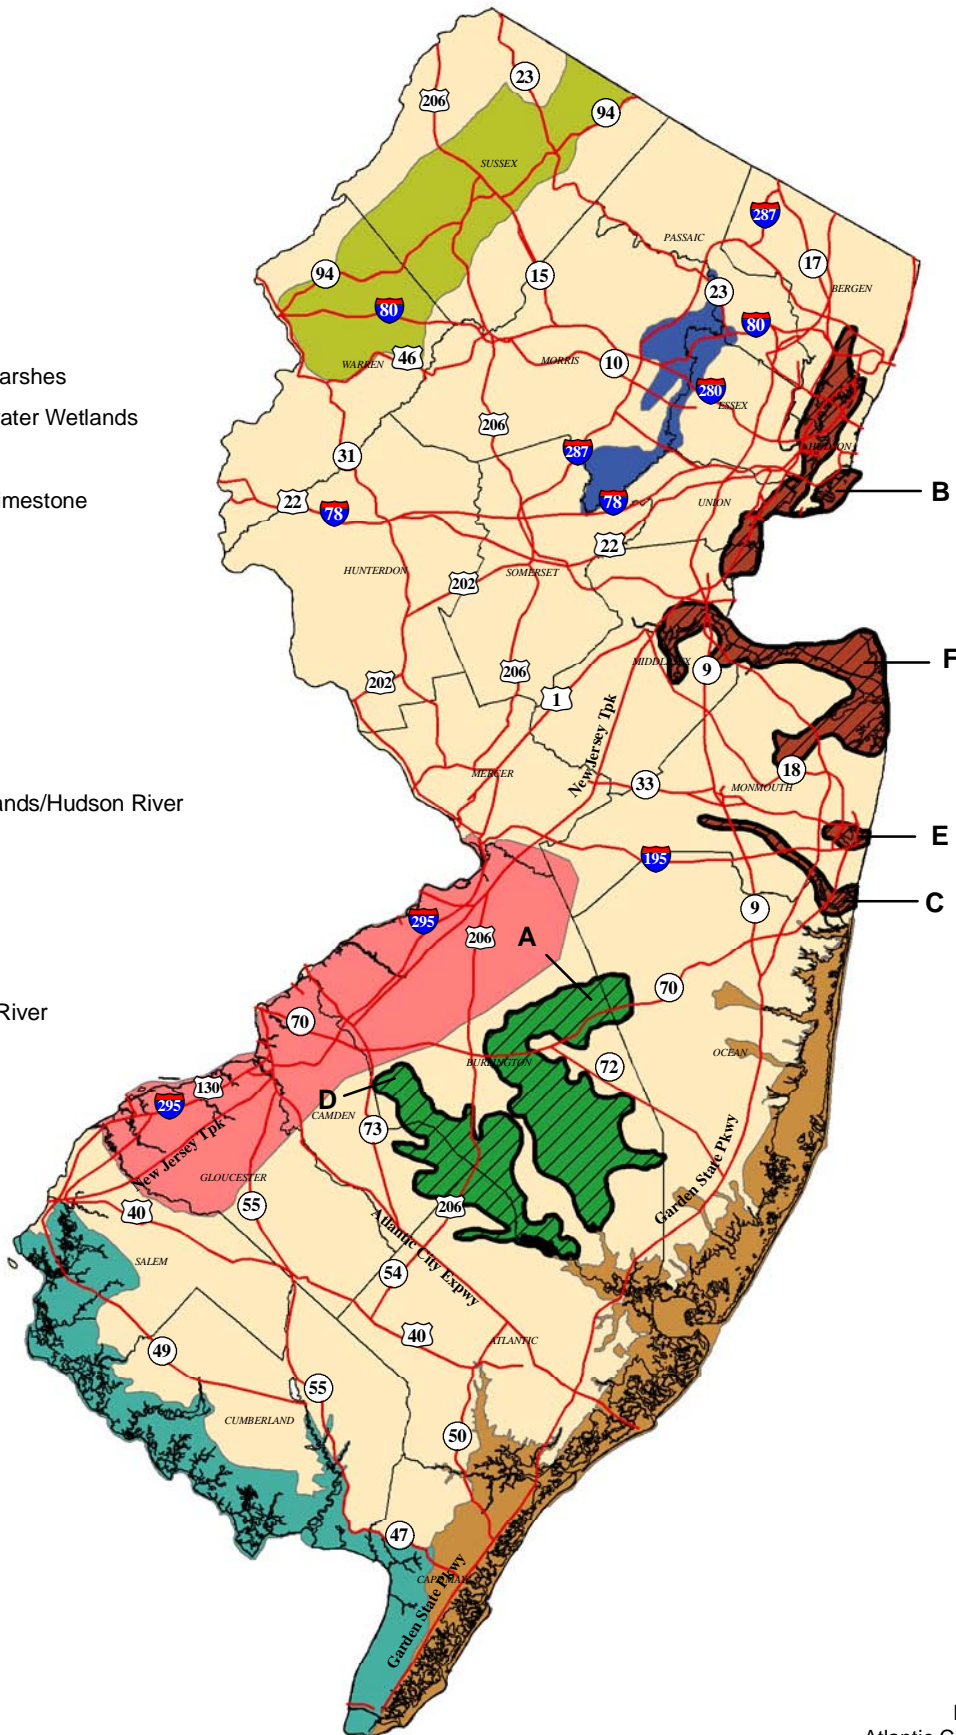 23
206
94
SUSSEX
287
PASSAIC
17
94
15
23
BERGEN
80
80
46
WARREN
MORRIS
10
arshes
280
ESSEX
ater Wetlands
206
HUDSON
287
31
B
imestone
22
78
78
UNION
22
HUNTERDON
202
SOMERSET
F
MIDDLESEX
9
202
206
1
New Jersey Tpk
18
MERCER
33
MONMOUTH
ands/Hudson River
E
195
C
295
9
206
A
70
River
70
OCEAN
BURLINGTON
72
130
D
295
CAMDEN
73
New Jersey Tpk
Garden State Pkwy
GLOUCESTER
55
206
40
Atlantic City Expwy
SALEM
54
40
ATLANTIC
49
55
CUMBERLAND
50
47
CAPE MAY
Garden State Pkwy